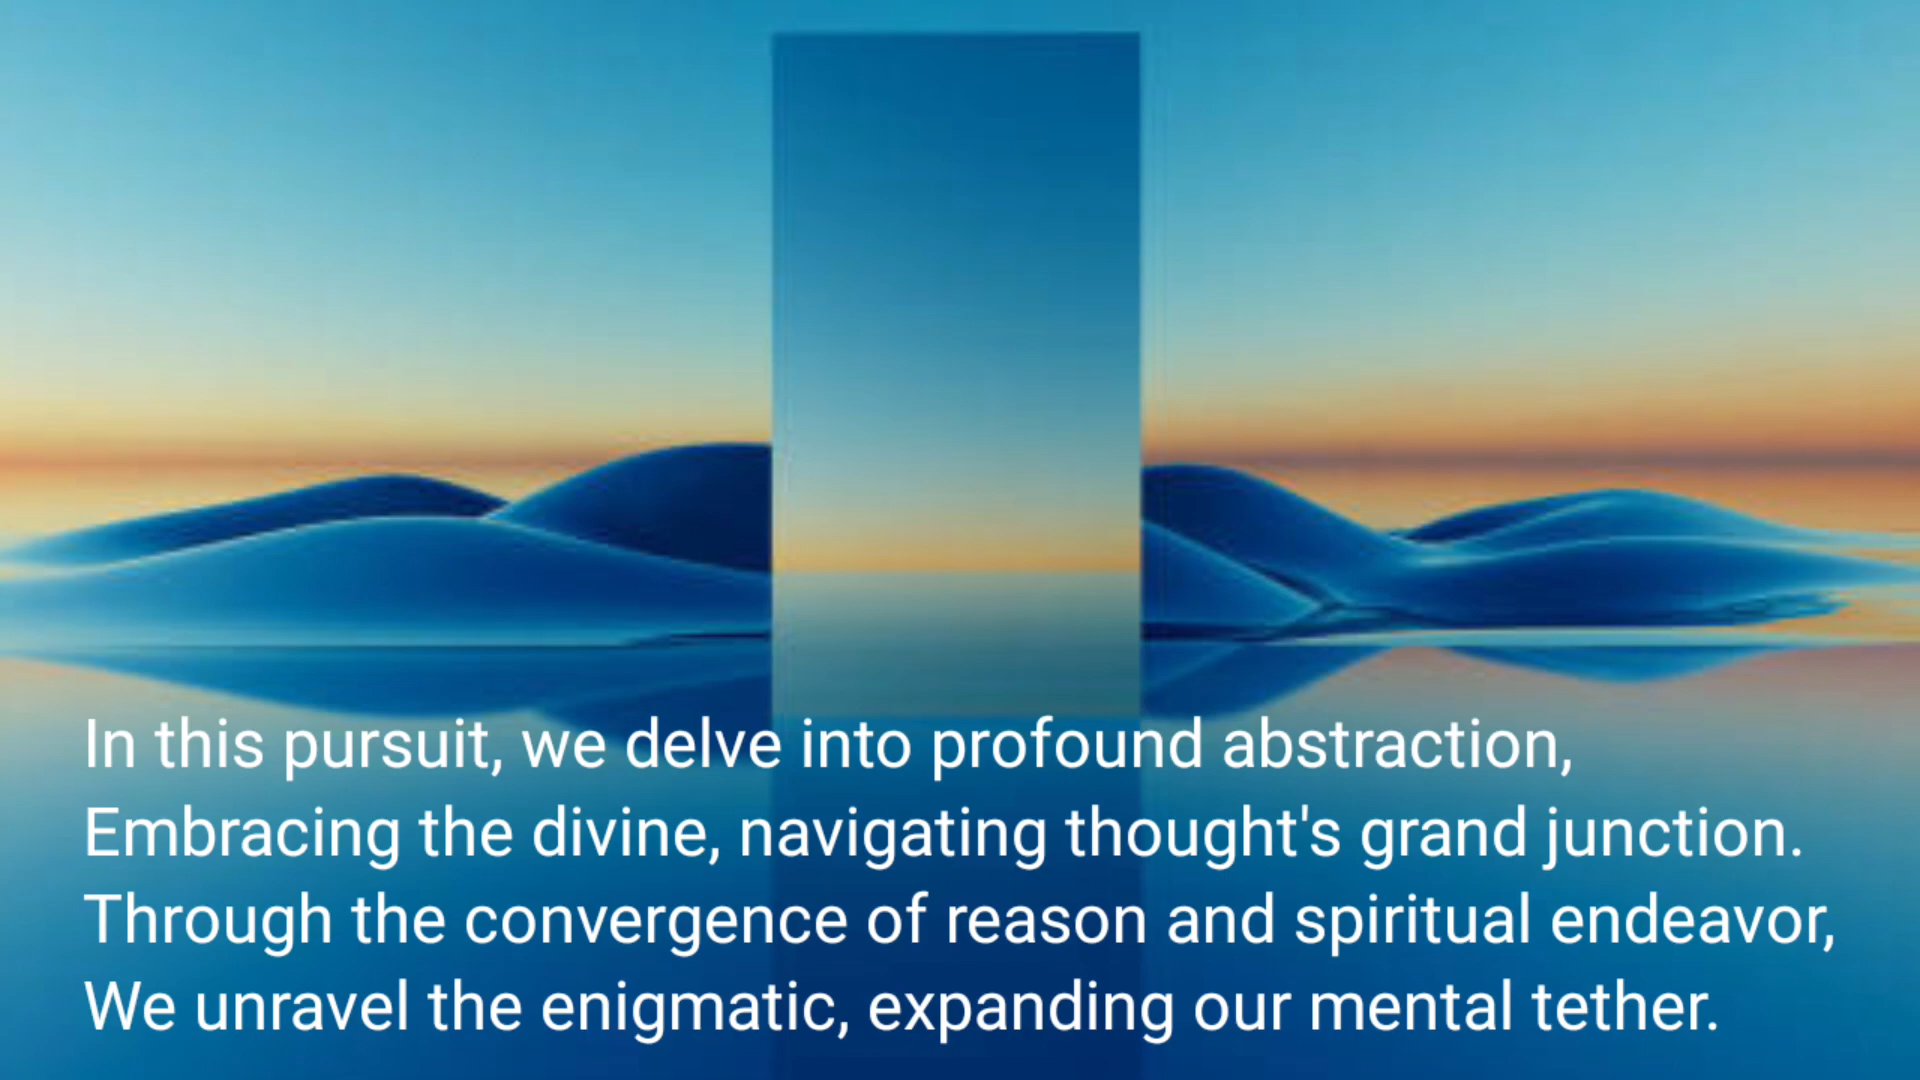 In this pursuit, we delve into profound abstraction,
Embracing the divine, navigating thought's grand junction.
Through the convergence of reason and spiritual endeavor,
We unravel the enigmatic, expanding our mental tether.